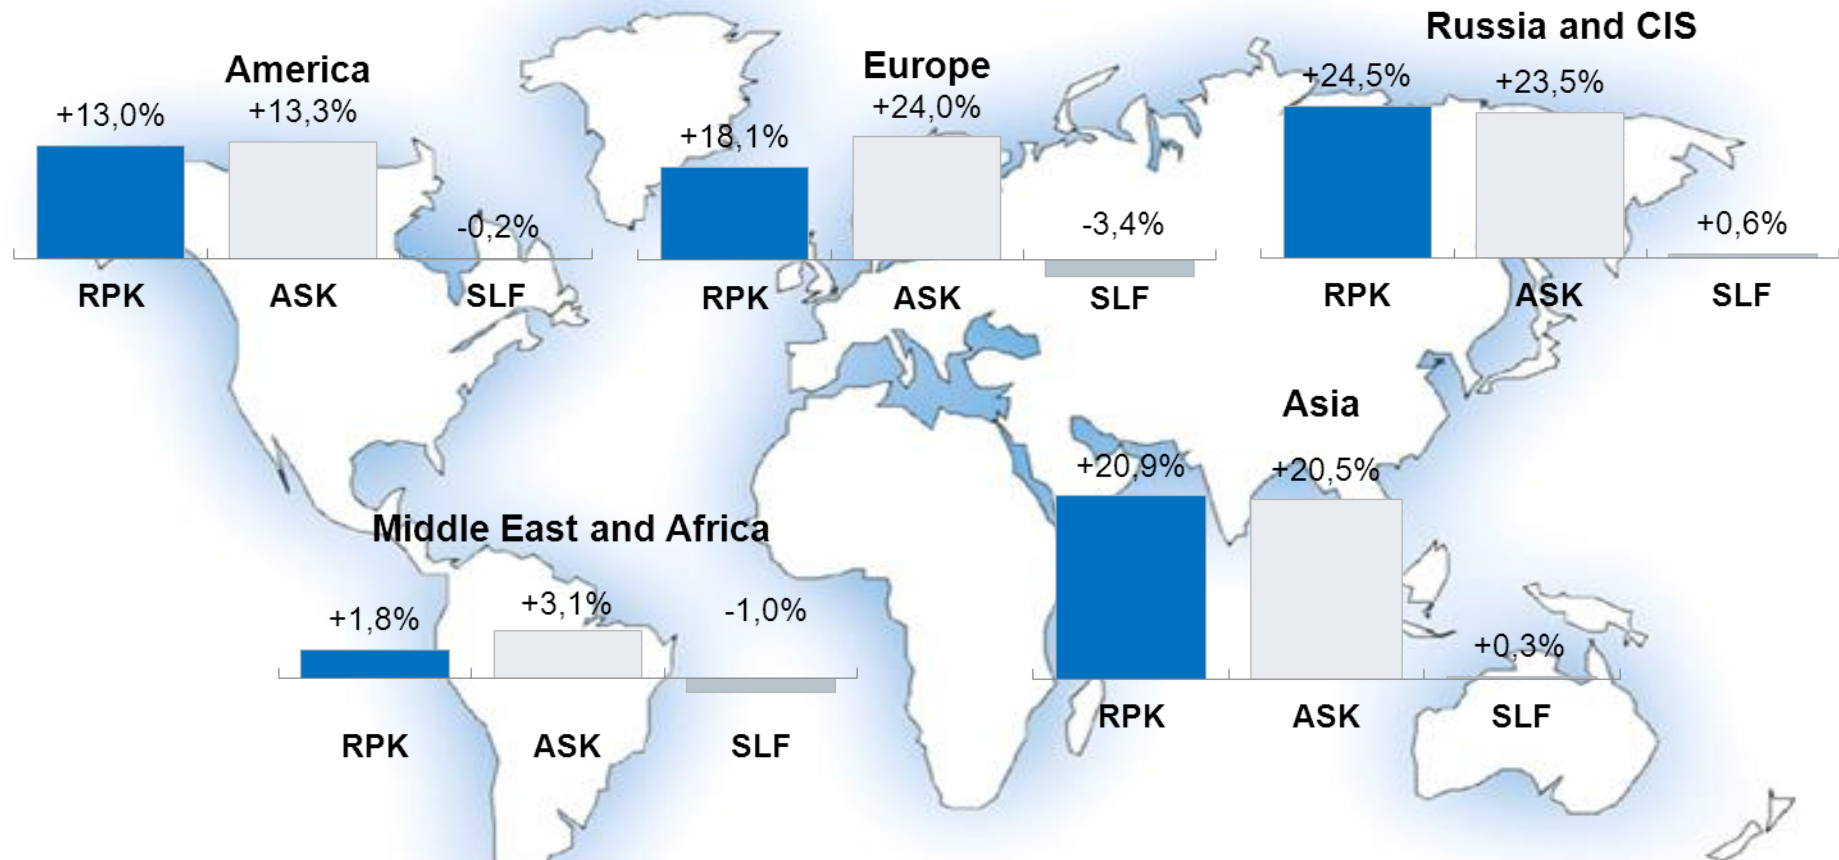 America
+13,0%
+13,3%
-0,2%
RPK
ASK
SLF
Europe
+18,1%
+24,0%
-3,4%
RPK
ASK
SLF
Russia and CIS
+24,5%
+23,5%
+0,6%
RPK
ASK
SLF
Middle East and Africa
+1,8%
+3,1%
-1,0%
RPK
ASK
SLF
Asia
+20,9%
+20,5%
+0,3%
RPK
ASK
SLF